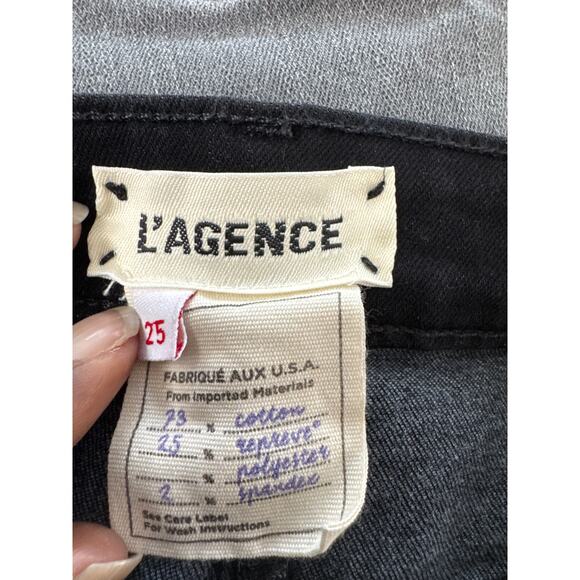 L'AGENCE
25
FABRIQUÉ AUX U.S.A.
From Imported Materials
73 % cotton
25 % repreve®
% polyester
2 % spandex
See Care Label
For Wash Instructions